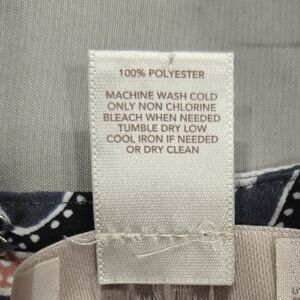 100% POLYESTER
MACHINE WASH COLD
ONLY NON CHLORINE
BLEACH WHEN NEEDED
TUMBLE DRY LOW
COOL IRON IF NEEDED
OR DRY CLEAN